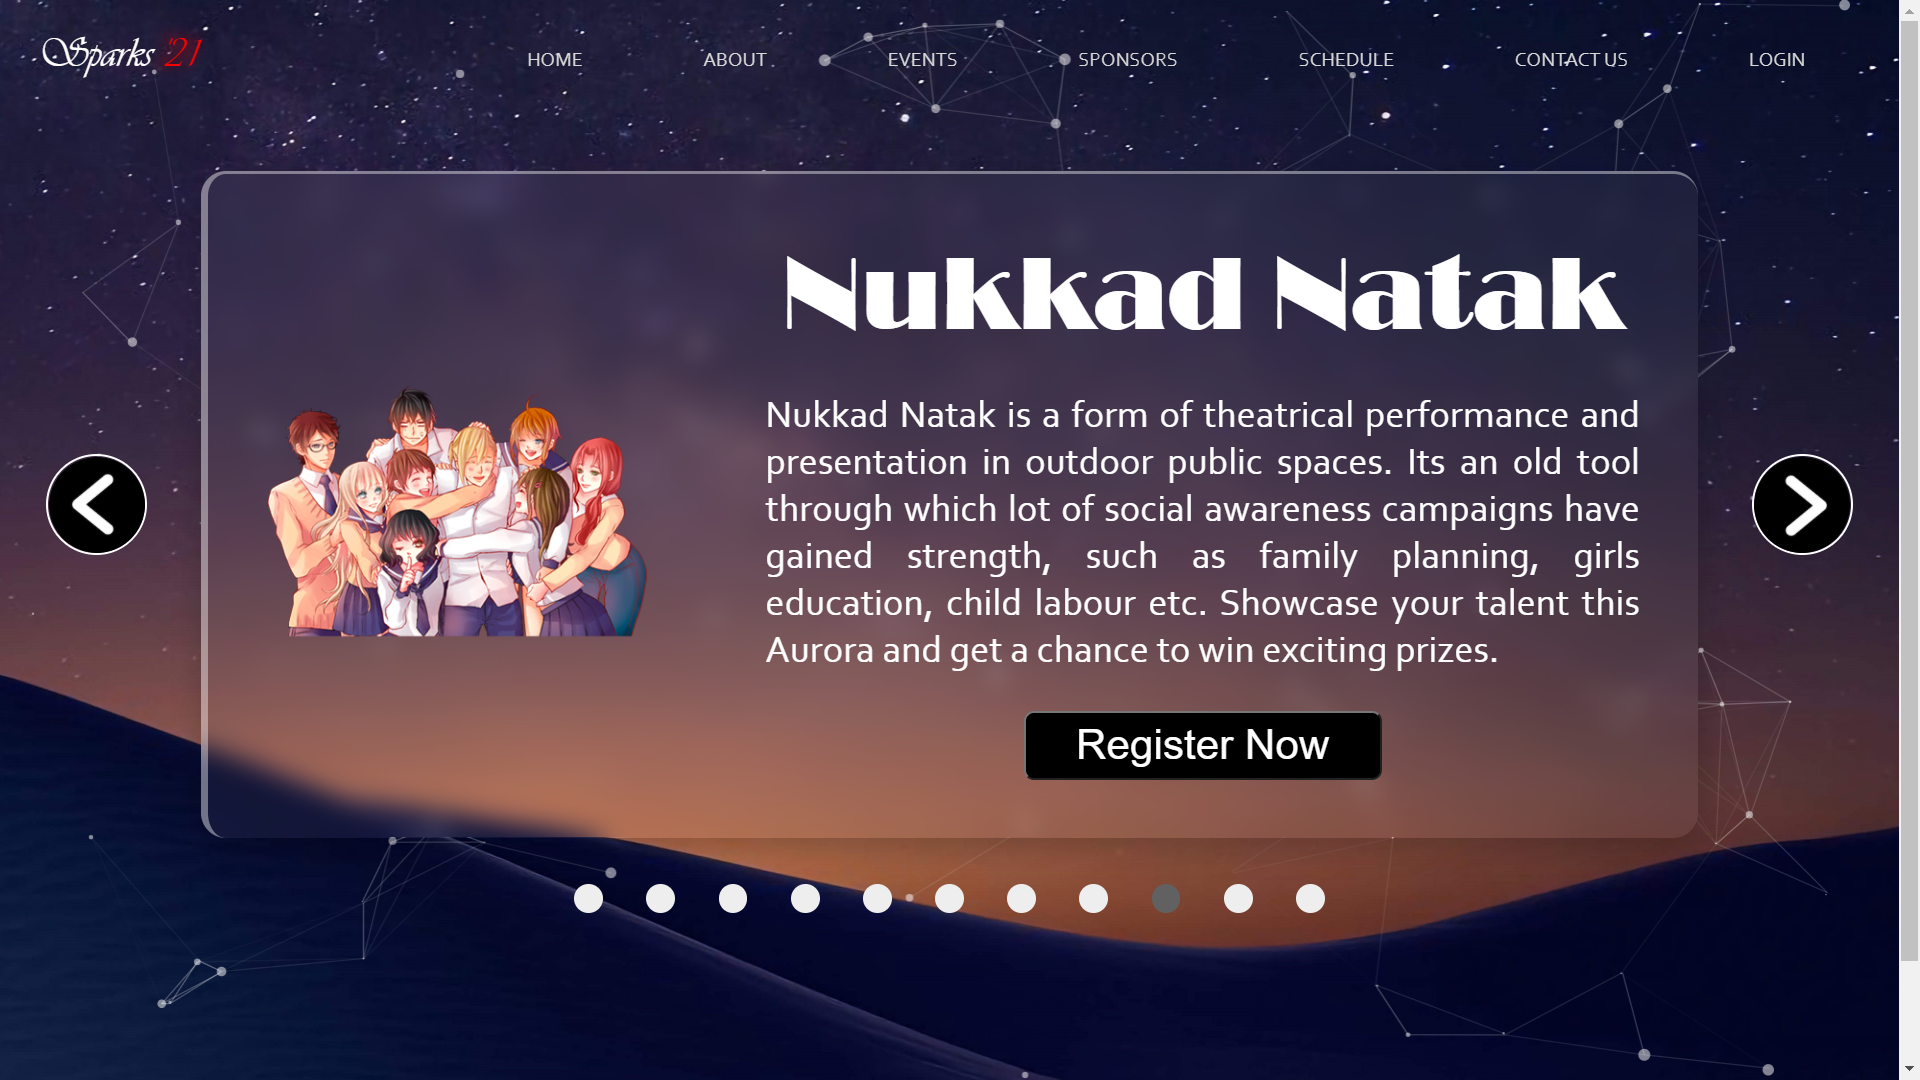 Sparks '21
HOME ABOUT EVENTS SPONSORS SCHEDULE CONTACT US LOGIN
Nukkad Natak
Nukkad Natak is a form of theatrical performance and
presentation in outdoor public spaces. Its an old tool
through which lot of social awareness campaigns have
gained strength, such as family planning, girls
education, child labour etc. Showcase your talent this
Aurora and get a chance to win exciting prizes.
Register Now